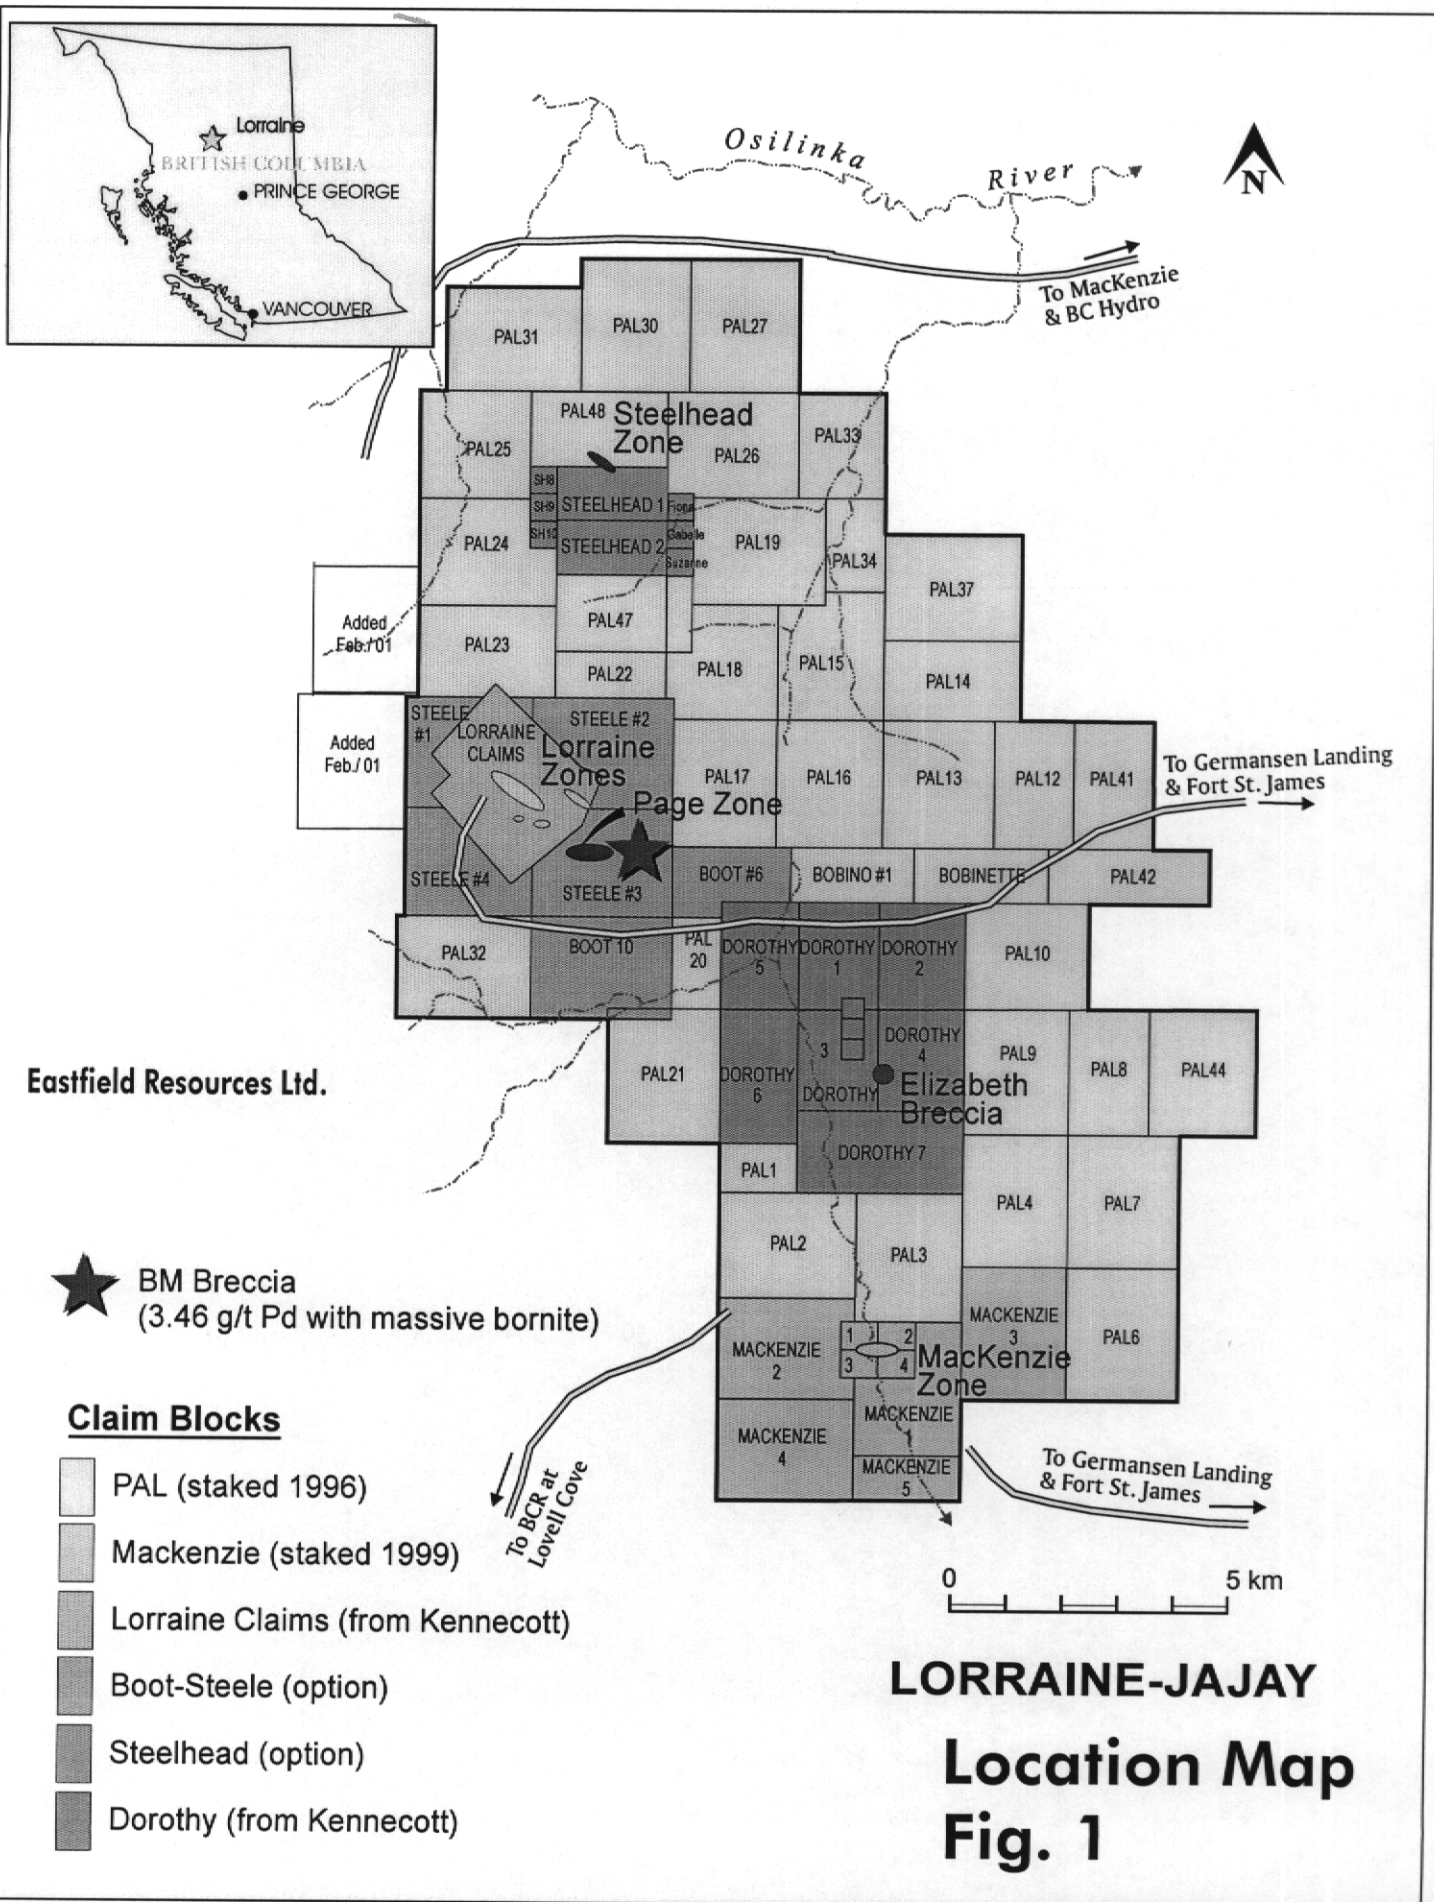 Lorraine
BRITISH COLUMBIA
PRINCE GEORGE
VANCOUVER
Osilinka
River
N
To MacKenzie
& BC Hydro
PAL31
PAL30
PAL27
PAL48
Steelhead
Zone
PAL25
PAL26
PAL33
SH8
SH9
STEELHEAD 1
Fiona
SH10
STEELHEAD 2
Gabelle
Suzanne
PAL24
PAL19
PAL34
PAL37
Added
Feb./01
PAL47
PAL23
PAL22
PAL18
PAL15
PAL14
STEELE
#1
LORRAINE
CLAIMS
STEELE #2
Lorraine
Zones
Added
Feb./01
Page Zone
PAL17
PAL16
PAL13
PAL12
PAL41
To Germansen Landing
& Fort St. James
STEELE #4
STEELE #3
BOOT #6
BOBINO #1
BOBINETTE
PAL42
PAL32
BOOT 10
PAL
20
DOROTHY
5
DOROTHY
1
DOROTHY
2
PAL10
PAL21
DOROTHY
6
3
DOROTHY
DOROTHY
4
PAL9
PAL8
PAL44
Elizabeth
Breccia
Eastfield Resources Ltd.
DOROTHY 7
PAL1
PAL4
PAL7
PAL2
PAL3
BM Breccia
(3.46 g/t Pd with massive bornite)
MACKENZIE
2
1
2
3
4
MacKenzie
Zone
MACKENZIE
3
PAL6
MACKENZIE
4
MACKENZIE
MACKENZIE
5
To BCR at
Lovell Cove
To Germansen Landing
& Fort St. James
Claim Blocks
PAL (staked 1996)
Mackenzie (staked 1999)
Lorraine Claims (from Kennecott)
Boot-Steele (option)
Steelhead (option)
Dorothy (from Kennecott)
0
5 km
LORRAINE-JAJAY
Location Map
Fig. 1